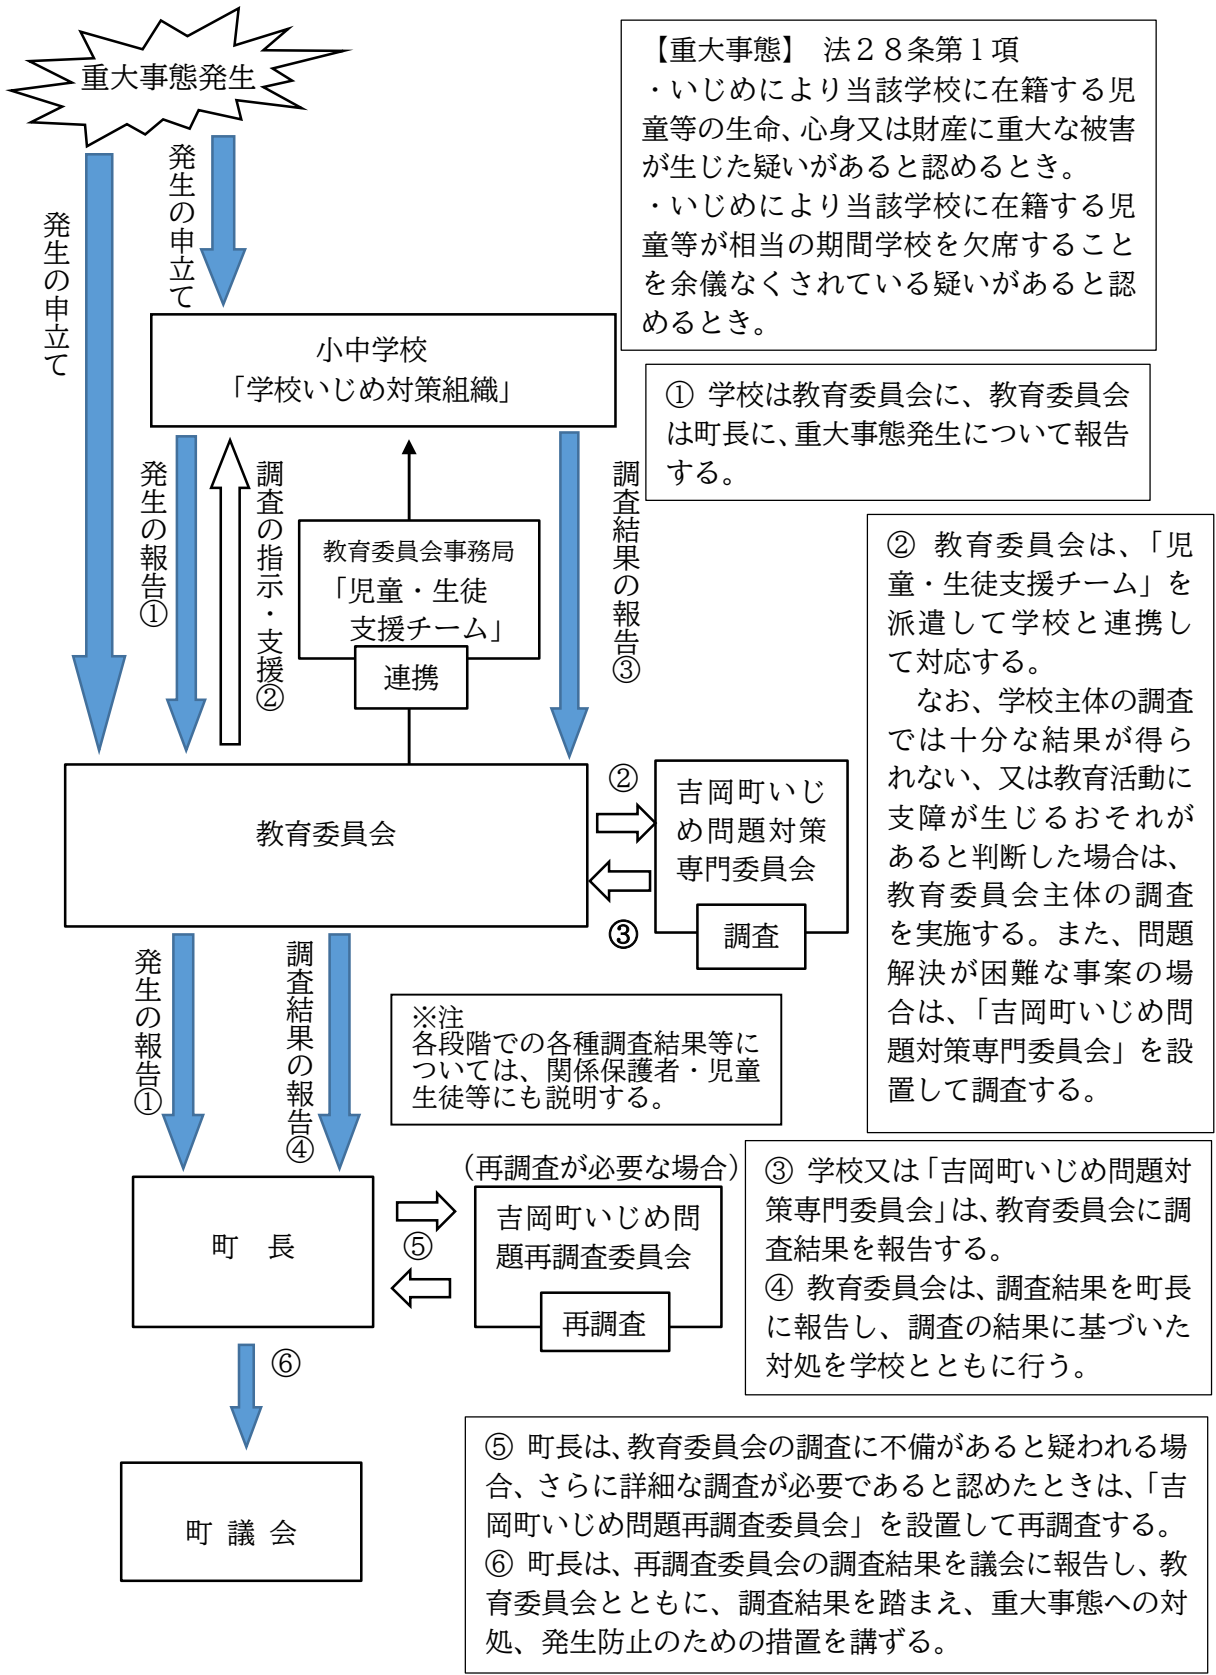 重大事態発生
【重大事態】 法２８条第１項
・いじめにより当該学校に在籍する児
童等の生命、心身又は財産に重大な被害
が生じた疑いがあると認めるとき。
・いじめにより当該学校に在籍する児
童等が相当の期間学校を欠席すること
を余儀なくされている疑いがあると認
めるとき。
発生の申立て
発生の申立て
小中学校
「学校いじめ対策組織」
① 学校は教育委員会に、教育委員会
は町長に、重大事態発生について報告
する。
発生の報告①
調査の指示・支援②
教育委員会事務局
「児童・生徒
支援チーム」
連携
調査結果の報告③
② 教育委員会は、「児
童・生徒支援チーム」を
派遣して学校と連携し
て対応する。
なお、学校主体の調査
では十分な結果が得ら
れない、又は教育活動に
支障が生じるおそれが
あると判断した場合は、
教育委員会主体の調査
を実施する。また、問題
解決が困難な事案の場
合は、「吉岡町いじめ問
題対策専門委員会」を設
置して調査する。
教育委員会
②
③
吉岡町いじ
め問題対策
専門委員会
調査
発生の報告①
調査結果の報告④
※注
各段階での各種調査結果等に
ついては、関係保護者・児童
生徒等にも説明する。
（再調査が必要な場合）
町 長
⑤
吉岡町いじめ問
題再調査委員会
再調査
③ 学校又は「吉岡町いじめ問題対
策専門委員会」は、教育委員会に調
査結果を報告する。
④ 教育委員会は、調査結果を町長
に報告し、調査の結果に基づいた
対処を学校とともに行う。
⑥
町 議 会
⑤ 町長は、教育委員会の調査に不備があると疑われる場
合、さらに詳細な調査が必要であると認めたときは、「吉
岡町いじめ問題再調査委員会」を設置して再調査する。
⑥ 町長は、再調査委員会の調査結果を議会に報告し、教
育委員会とともに、調査結果を踏まえ、重大事態への対
処、発生防止のための措置を講ずる。